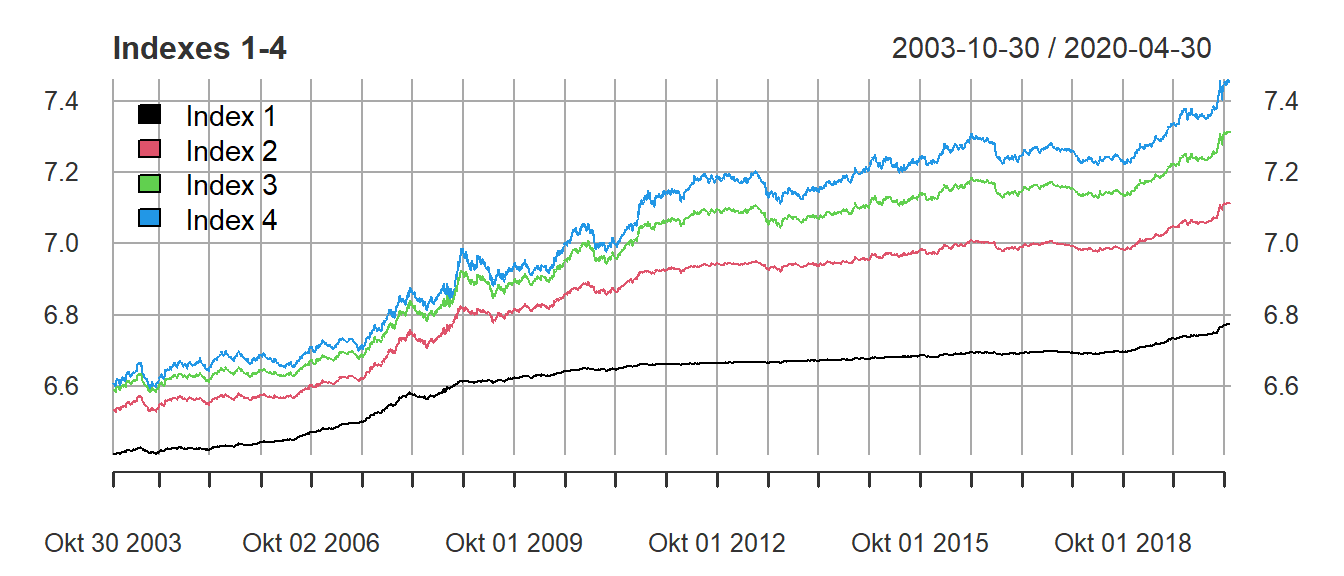 Indexes 1-4 2003-10-30 / 2020-04-30
7.4 7.4
Index 1
Index 2
7.2 7.2
Index 3
Index 4
7.0 7.0
6.8 6.8
6.6 6.6
Okt 30 2003 Okt 02 2006 Okt 01 2009 Okt 01 2012 Okt 01 2015 Okt 01 2018